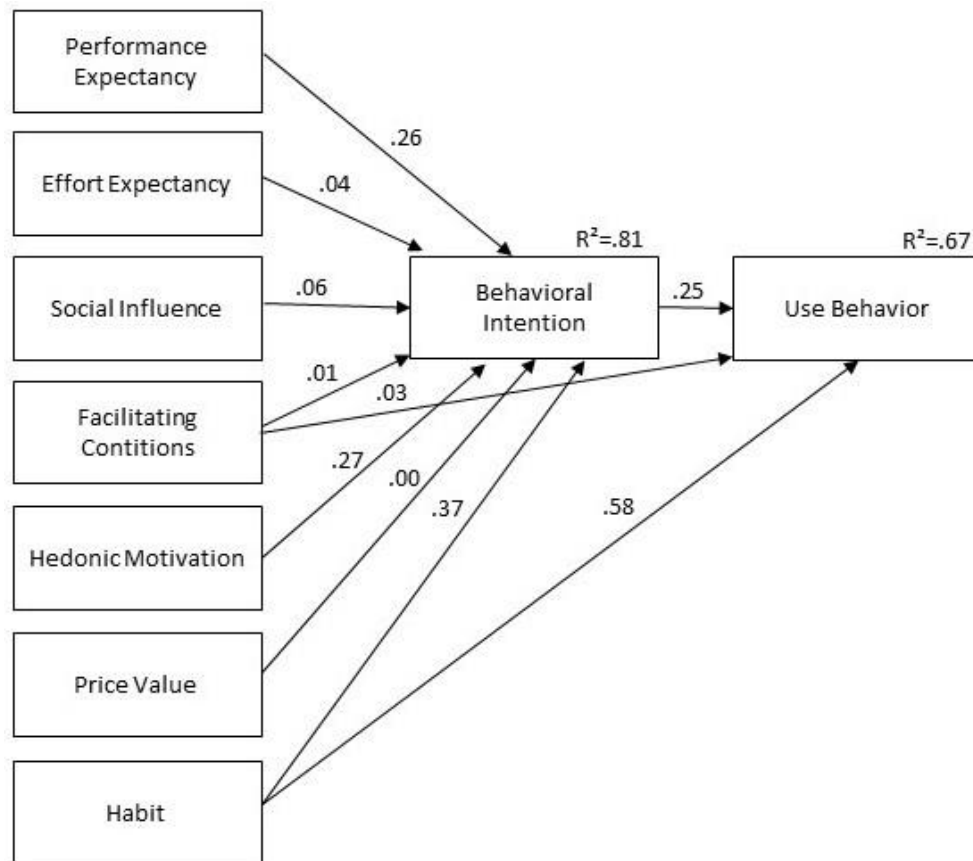 Performance
Expectancy
.26
Effort Expectancy
.04
R²=.81
R²=.67
Social Influence
.06
Behavioral
Intention
.25
Use Behavior
.01
.03
Facilitating
Contitions
.27
.00
.37
.58
Hedonic Motivation
Price Value
Habit